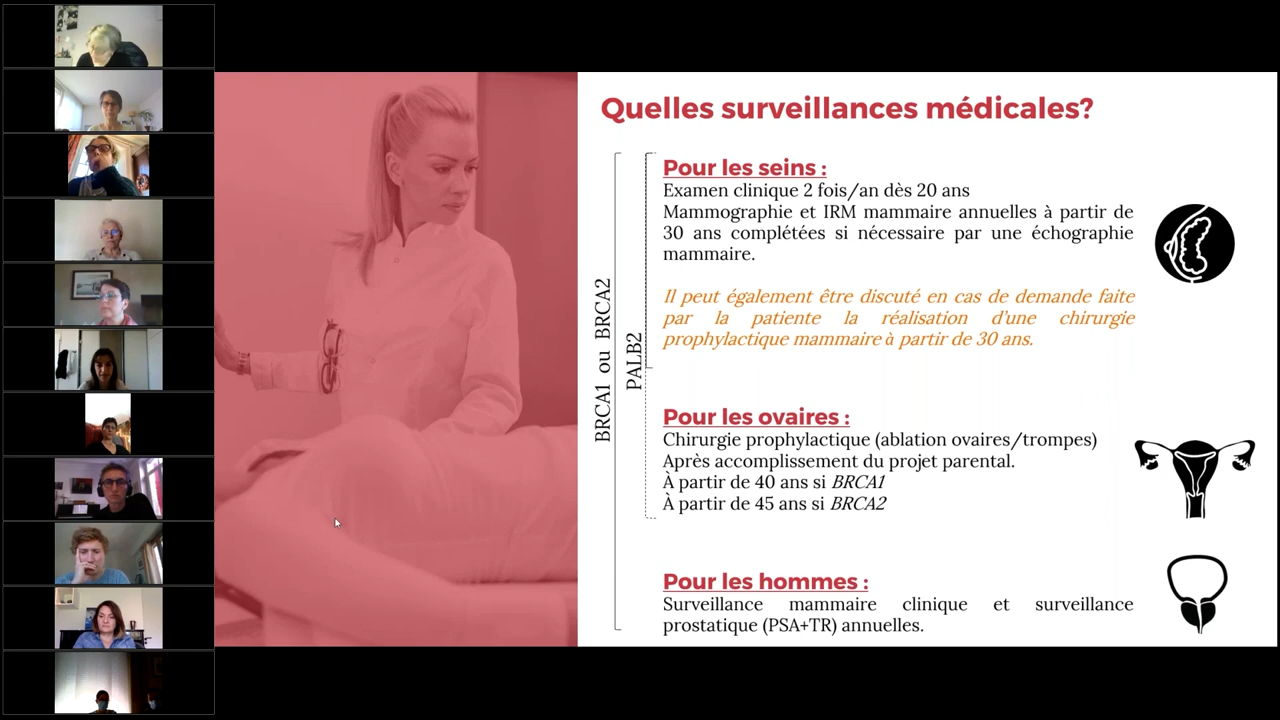 Quelles surveillances médicales?
BRCA1 ou BRCA2
PALB2
Pour les seins :
Examen clinique 2 fois/an dès 20 ans
Mammographie et IRM mammaire annuelles à partir de
30 ans complétées si nécessaire par une échographie
mammaire.
Il peut également être discuté en cas de demande faite
par la patiente la réalisation d'une chirurgie
prophylactique mammaire à partir de 30 ans.
Pour les ovaires :
Chirurgie prophylactique (ablation ovaires/trompes)
Après accomplissement du projet parental.
À partir de 40 ans si BRCA1
À partir de 45 ans si BRCA2
Pour les hommes :
Surveillance mammaire clinique et surveillance
prostatique (PSA+TR) annuelles.